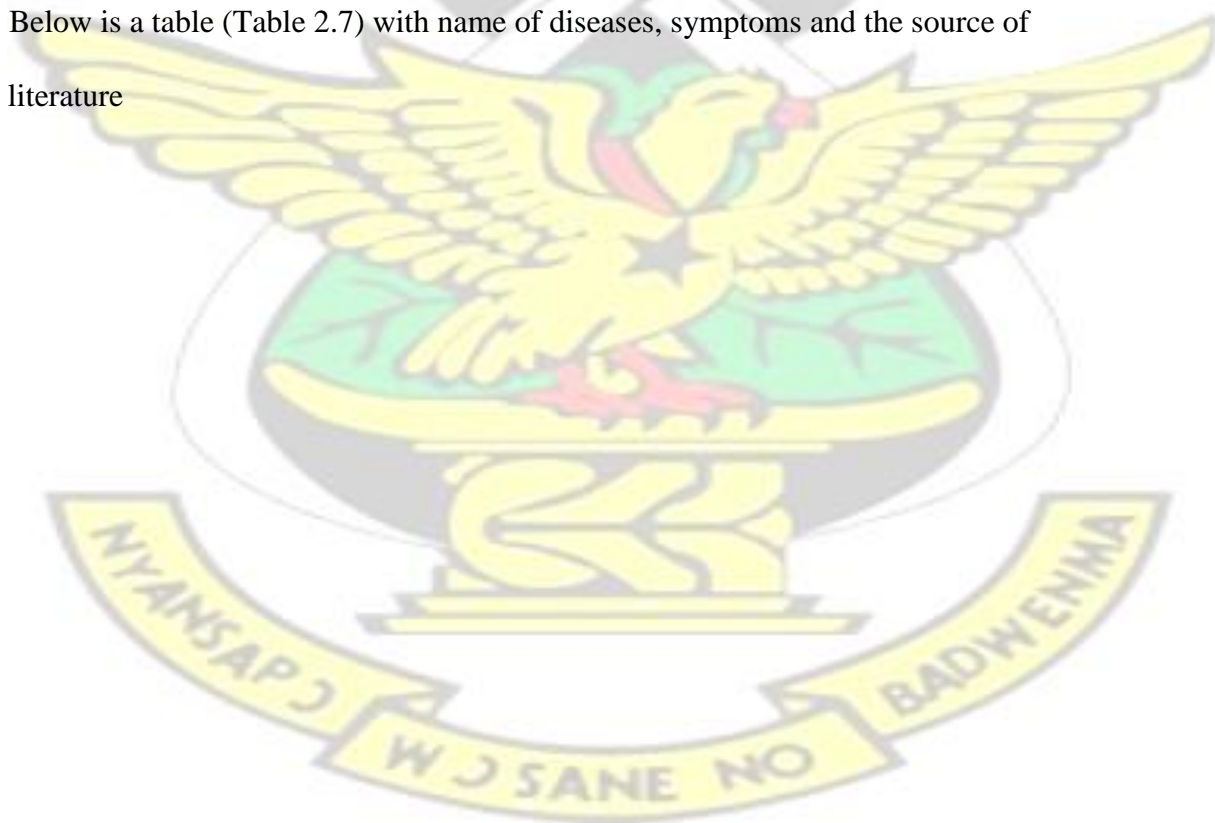 Below is a table (Table 2.7) with name of diseases, symptoms and the source of
literature
NYANSAPƆ
WƆSANE NO
BADWENMA